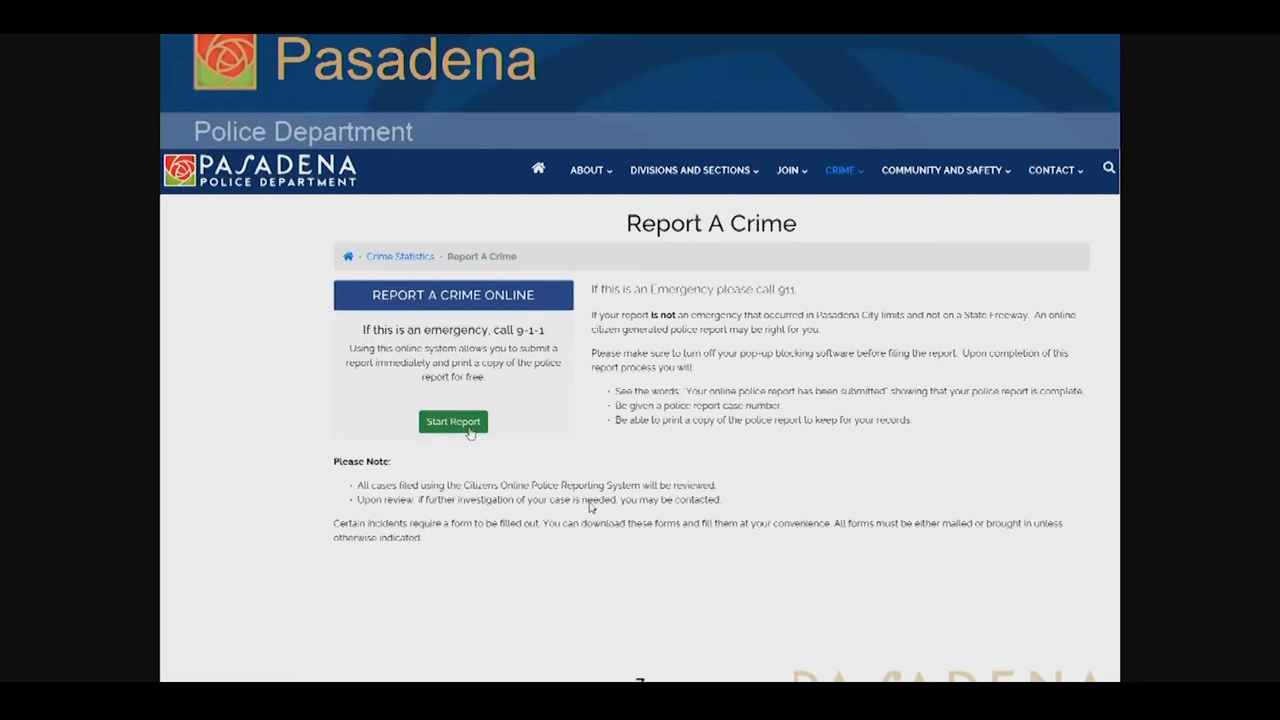 Pasadena
Police Department
PASADENA
POLICE DEPARTMENT
ABOUT
DIVISIONS AND SECTIONS
JOIN
CRIME
COMMUNITY AND SAFETY
CONTACT
Report A Crime
Crime Statistics · Report A Crime
REPORT A CRIME ONLINE
If this is an emergency, call 9-1-1
Using this online system allows you to submit a
report immediately and print a copy of the police
report for free.
Start Report
If this is an Emergency please call 911.
If your report is not an emergency that occurred in Pasadena City limits and not on a State Freeway. An online
citizen generated police report may be right for you.
Please make sure to turn off your pop-up blocking software before filing the report. Upon completion of this
report process you will:
· See the words: "Your online police report has been submitted" showing that your police report is complete.
· Be given a police report case number.
· Be able to print a copy of the police report to keep for your records.
Please Note:
· All cases filed using the Citizens Online Police Reporting System will be reviewed.
· Upon review, if further investigation of your case is needed, you may be contacted.
Certain incidents require a form to be filled out. You can download these forms and fill them at your convenience. All forms must be either mailed or brought in unless
otherwise indicated.
PASADENA